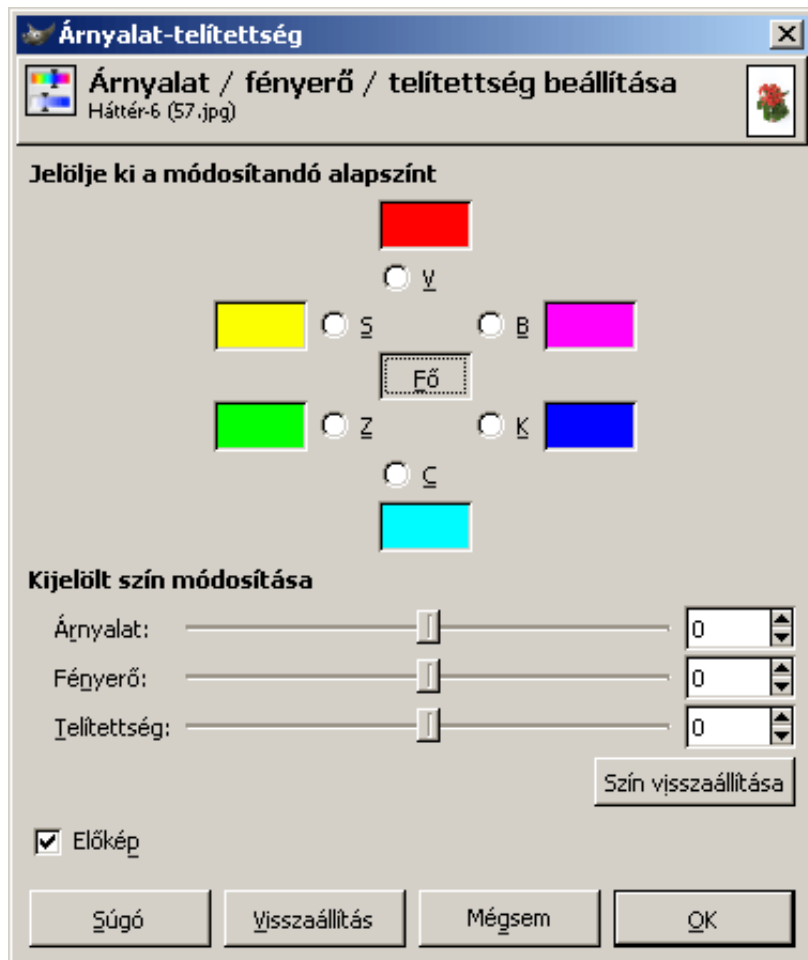 Árnyalat-telítettség
Árnyalat / fényerő / telítettség beállítása
Háttér-6 (57.jpg)
Jelölje ki a módosítandó alapszínt
V
S B
Fő
Z K
C
Kijelölt szín módosítása
Árnyalat: 0
Fényerő: 0
Telítettség: 0
Szín visszaállítása
Előkép
Súgó Visszaállítás Mégsem OK